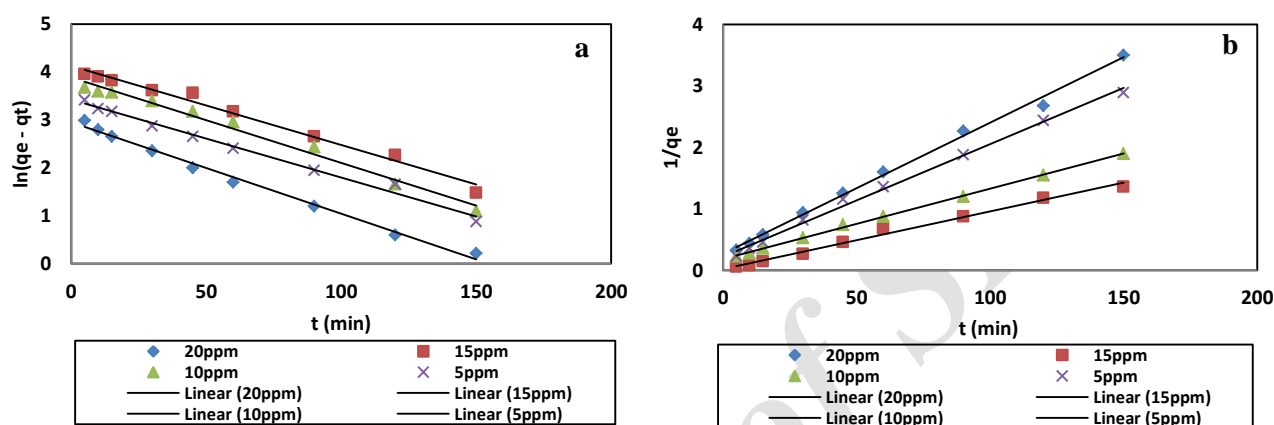 a
ln(qe - qt)
5
4
3
2
1
0
0 50 100 150 200
t (min)
20ppm 15ppm
10ppm 5ppm
Linear (20ppm) Linear (15ppm)
Linear (10ppm) Linear (5ppm)
b
1/qe
4
3
2
1
0
0 50 100 150 200
t (min)
20ppm 15ppm
10ppm 5ppm
Linear (20ppm) Linear (15ppm)
Linear (10ppm) Linear (5ppm)
of